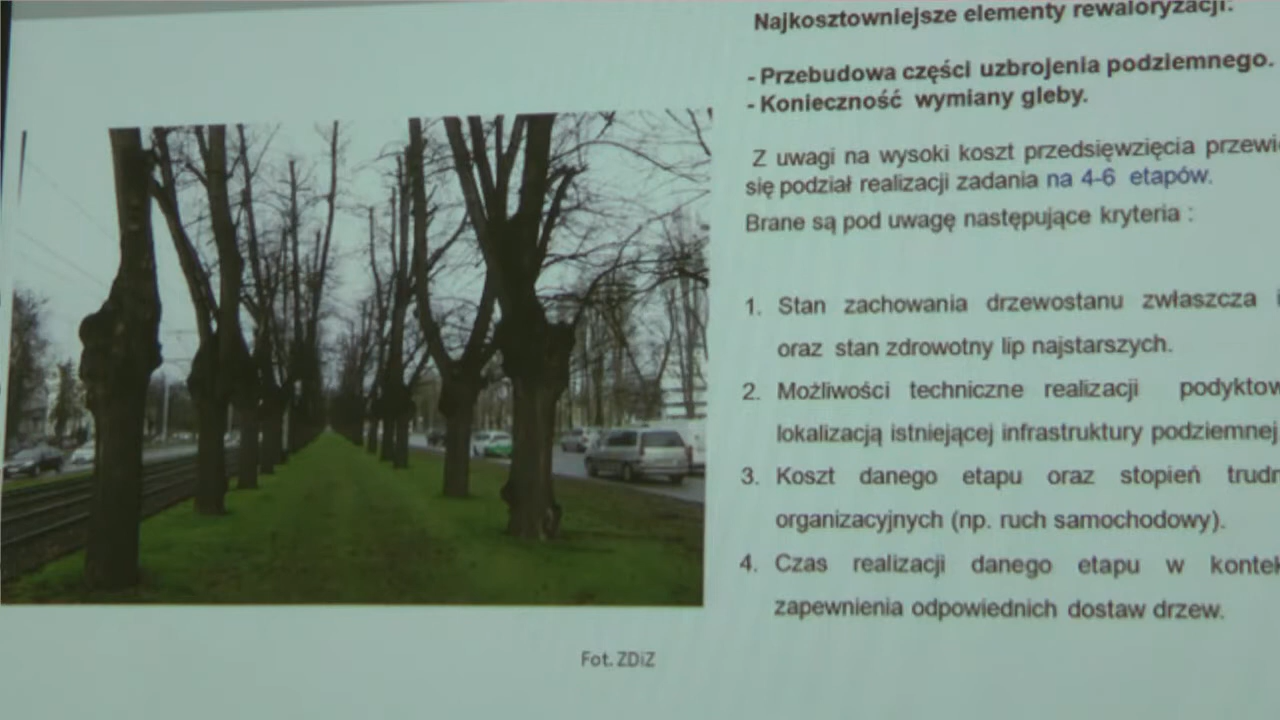 Najkosztowniejsze elementy rewaloryzacji:
- Przebudowa części uzbrojenia podziemnego.
- Konieczność wymiany gleby.
Z uwagi na wysoki koszt przedsięwzięcia
się podział realizacji zadania na 4-6 etapów.
Brane są pod uwagę następujące kryteria :
1. Stan zachowania drzewostanu zwłaszcza
oraz stan zdrowotny lip najstarszych.
2. Możliwości techniczne realizacji
lokalizacją istniejącej infrastruktury podziemnej
3. Koszt danego etapu oraz stopień
organizacyjnych (np. ruch samochodowy).
4. Czas realizacji danego etapu w
zapewnienia odpowiednich dostaw drzew.
Fot. ZDiZ